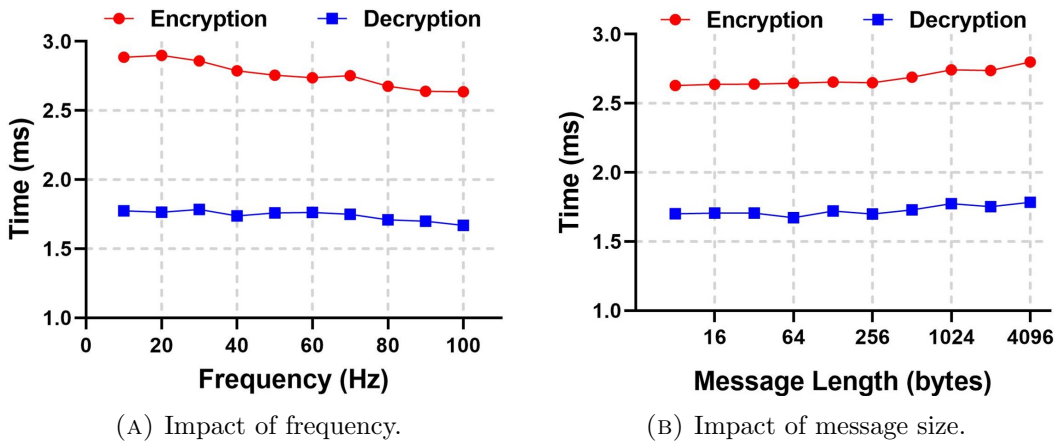 Encryption Decryption
3.0
2.5
2.0
1.5
1.0
Time (ms)
0 20 40 60 80 100
Frequency (Hz)
(A) Impact of frequency.
Encryption Decryption
3.0
2.5
2.0
1.5
1.0
Time (ms)
16 64 256 1024 4096
Message Length (bytes)
(B) Impact of message size.